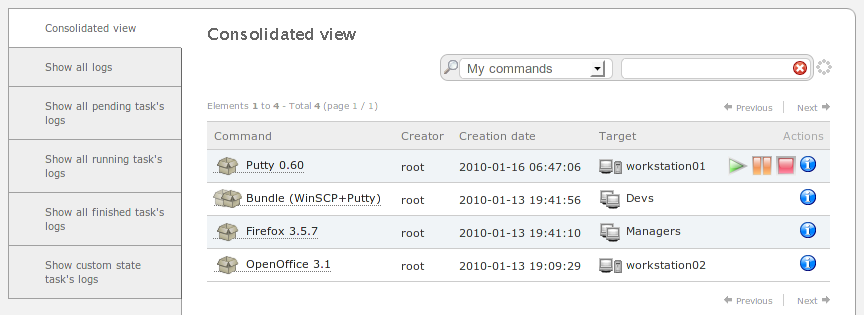 Consolidated view
Show all logs
Show all pending task's
logs
Show all running task's
logs
Show all finished task's
logs
Show custom state
task's logs
Consolidated view
My commands
Elements 1 to 4 - Total 4 (page 1 / 1)
Previous | Next
Command Creator Creation date Target Actions
Putty 0.60 root 2010-01-16 06:47:06 workstation01
Bundle (WinSCP+Putty) root 2010-01-13 19:41:56 Devs
Firefox 3.5.7 root 2010-01-13 19:41:10 Managers
OpenOffice 3.1 root 2010-01-13 19:09:29 workstation02
Previous | Next